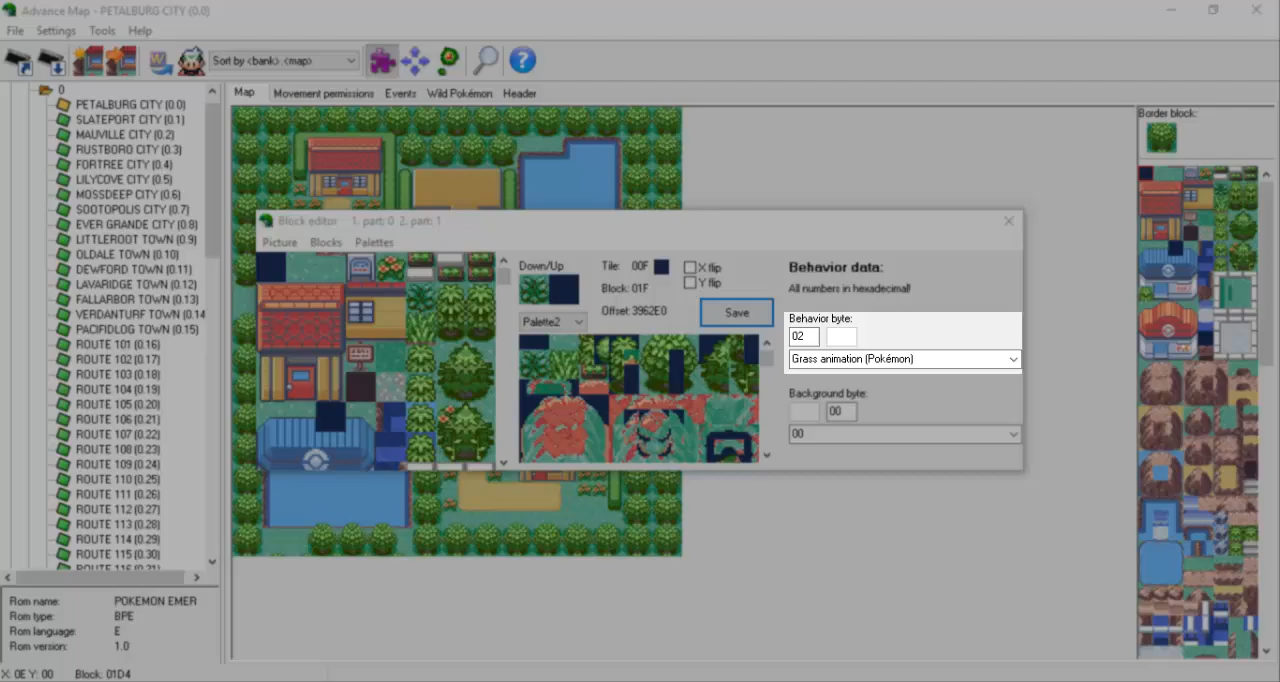 Advance Map - PETALBURG CITY (0.0)
File Settings Tools Help
Sort by <bank>.<map>
0
PETALBURG CITY (0.0)
SLATEPORT CITY (0.1)
MAUVILLE CITY (0.2)
RUSTBORO CITY (0.3)
FORTREE CITY (0.4)
LILYCOVE CITY (0.5)
MOSSDEEP CITY (0.6)
SOOTOPOLIS CITY (0.7)
EVER GRANDE CITY (0.8)
LITTLEROOT TOWN (0.9)
OLDALE TOWN (0.10)
DEWFORD TOWN (0.11)
LAVARIDGE TOWN (0.12)
FALLARBOR TOWN (0.13)
VERDANTURF TOWN (0.14
PACIFIDLOG TOWN (0.15)
ROUTE 101 (0.16)
ROUTE 102 (0.17)
ROUTE 103 (0.18)
ROUTE 104 (0.19)
ROUTE 105 (0.20)
ROUTE 106 (0.21)
ROUTE 107 (0.22)
ROUTE 108 (0.23)
ROUTE 109 (0.24)
ROUTE 110 (0.25)
ROUTE 111 (0.26)
ROUTE 112 (0.27)
ROUTE 113 (0.28)
ROUTE 114 (0.29)
ROUTE 115 (0.30)
ROUTE 116 (0.31)
Rom name: POKEMON EMER
Rom type: BPE
Rom language: E
Rom version: 1.0
X: 0E Y: 00 Block: 01D4
Map Movement permissions Events Wild Pokémon Header
Border block:
Block editor 1. part: 0 2. part: 1
Picture Blocks Palettes
Down/Up
Palette2
Tile: 00F
Block: 01F
Offset: 3962E0
X flip
Y flip
Save
Behavior data:
All numbers in hexadecimal!
Behavior byte:
02
Grass animation (Pokémon)
Background byte:
00
00